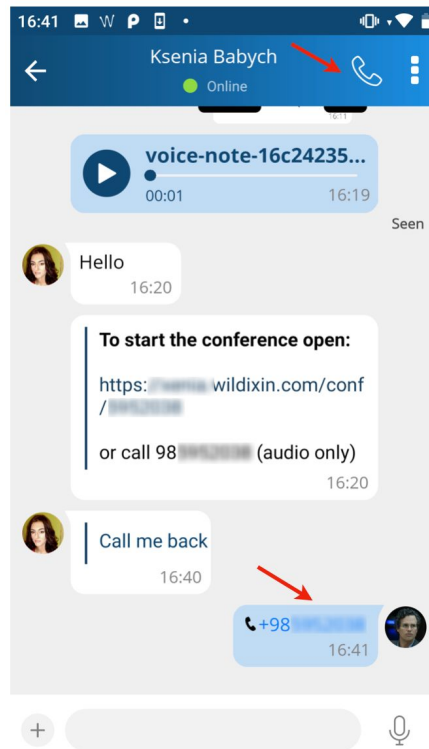 16:41
Ksenia Babych
Online
16:11
voice-note-16c24235...
00:01
16:19
Seen
Hello
16:20
To start the conference open:
https: wildixin.com/conf
/
or call 98 (audio only)
16:20
Call me back
16:40
+98
16:41